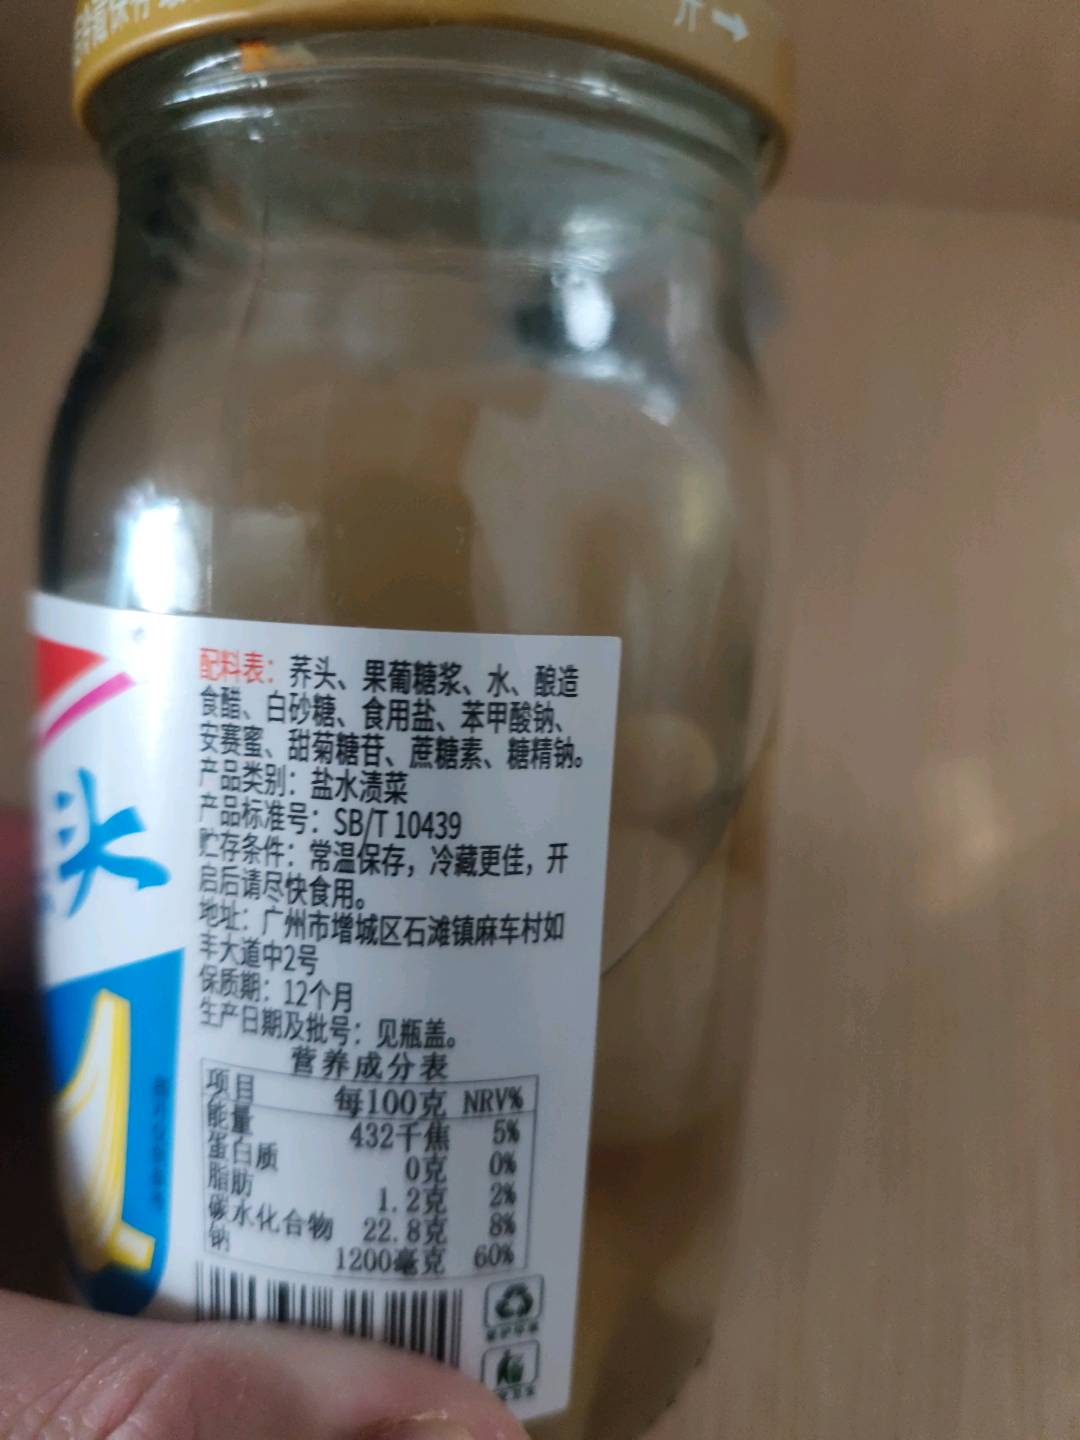 开→
头
配料表：荞头、果葡糖浆、水、酿造
食醋、白砂糖、食用盐、苯甲酸钠、
安赛蜜、甜菊糖苷、蔗糖素、糖精钠。
产品类别：盐水渍菜
产品标准号：SB/T 10439
贮存条件：常温保存，冷藏更佳，开
启后请尽快食用。
地址：广州市增城区石滩镇麻车村如
丰大道中2号
保质期：12个月
生产日期及批号：见瓶盖。
营养成分表
项目 每100克 NRV%
能量 432千焦 5%
蛋白质 0克 0%
脂肪 1.2克 2%
碳水化合物 22.8克 8%
钠 1200毫克 60%